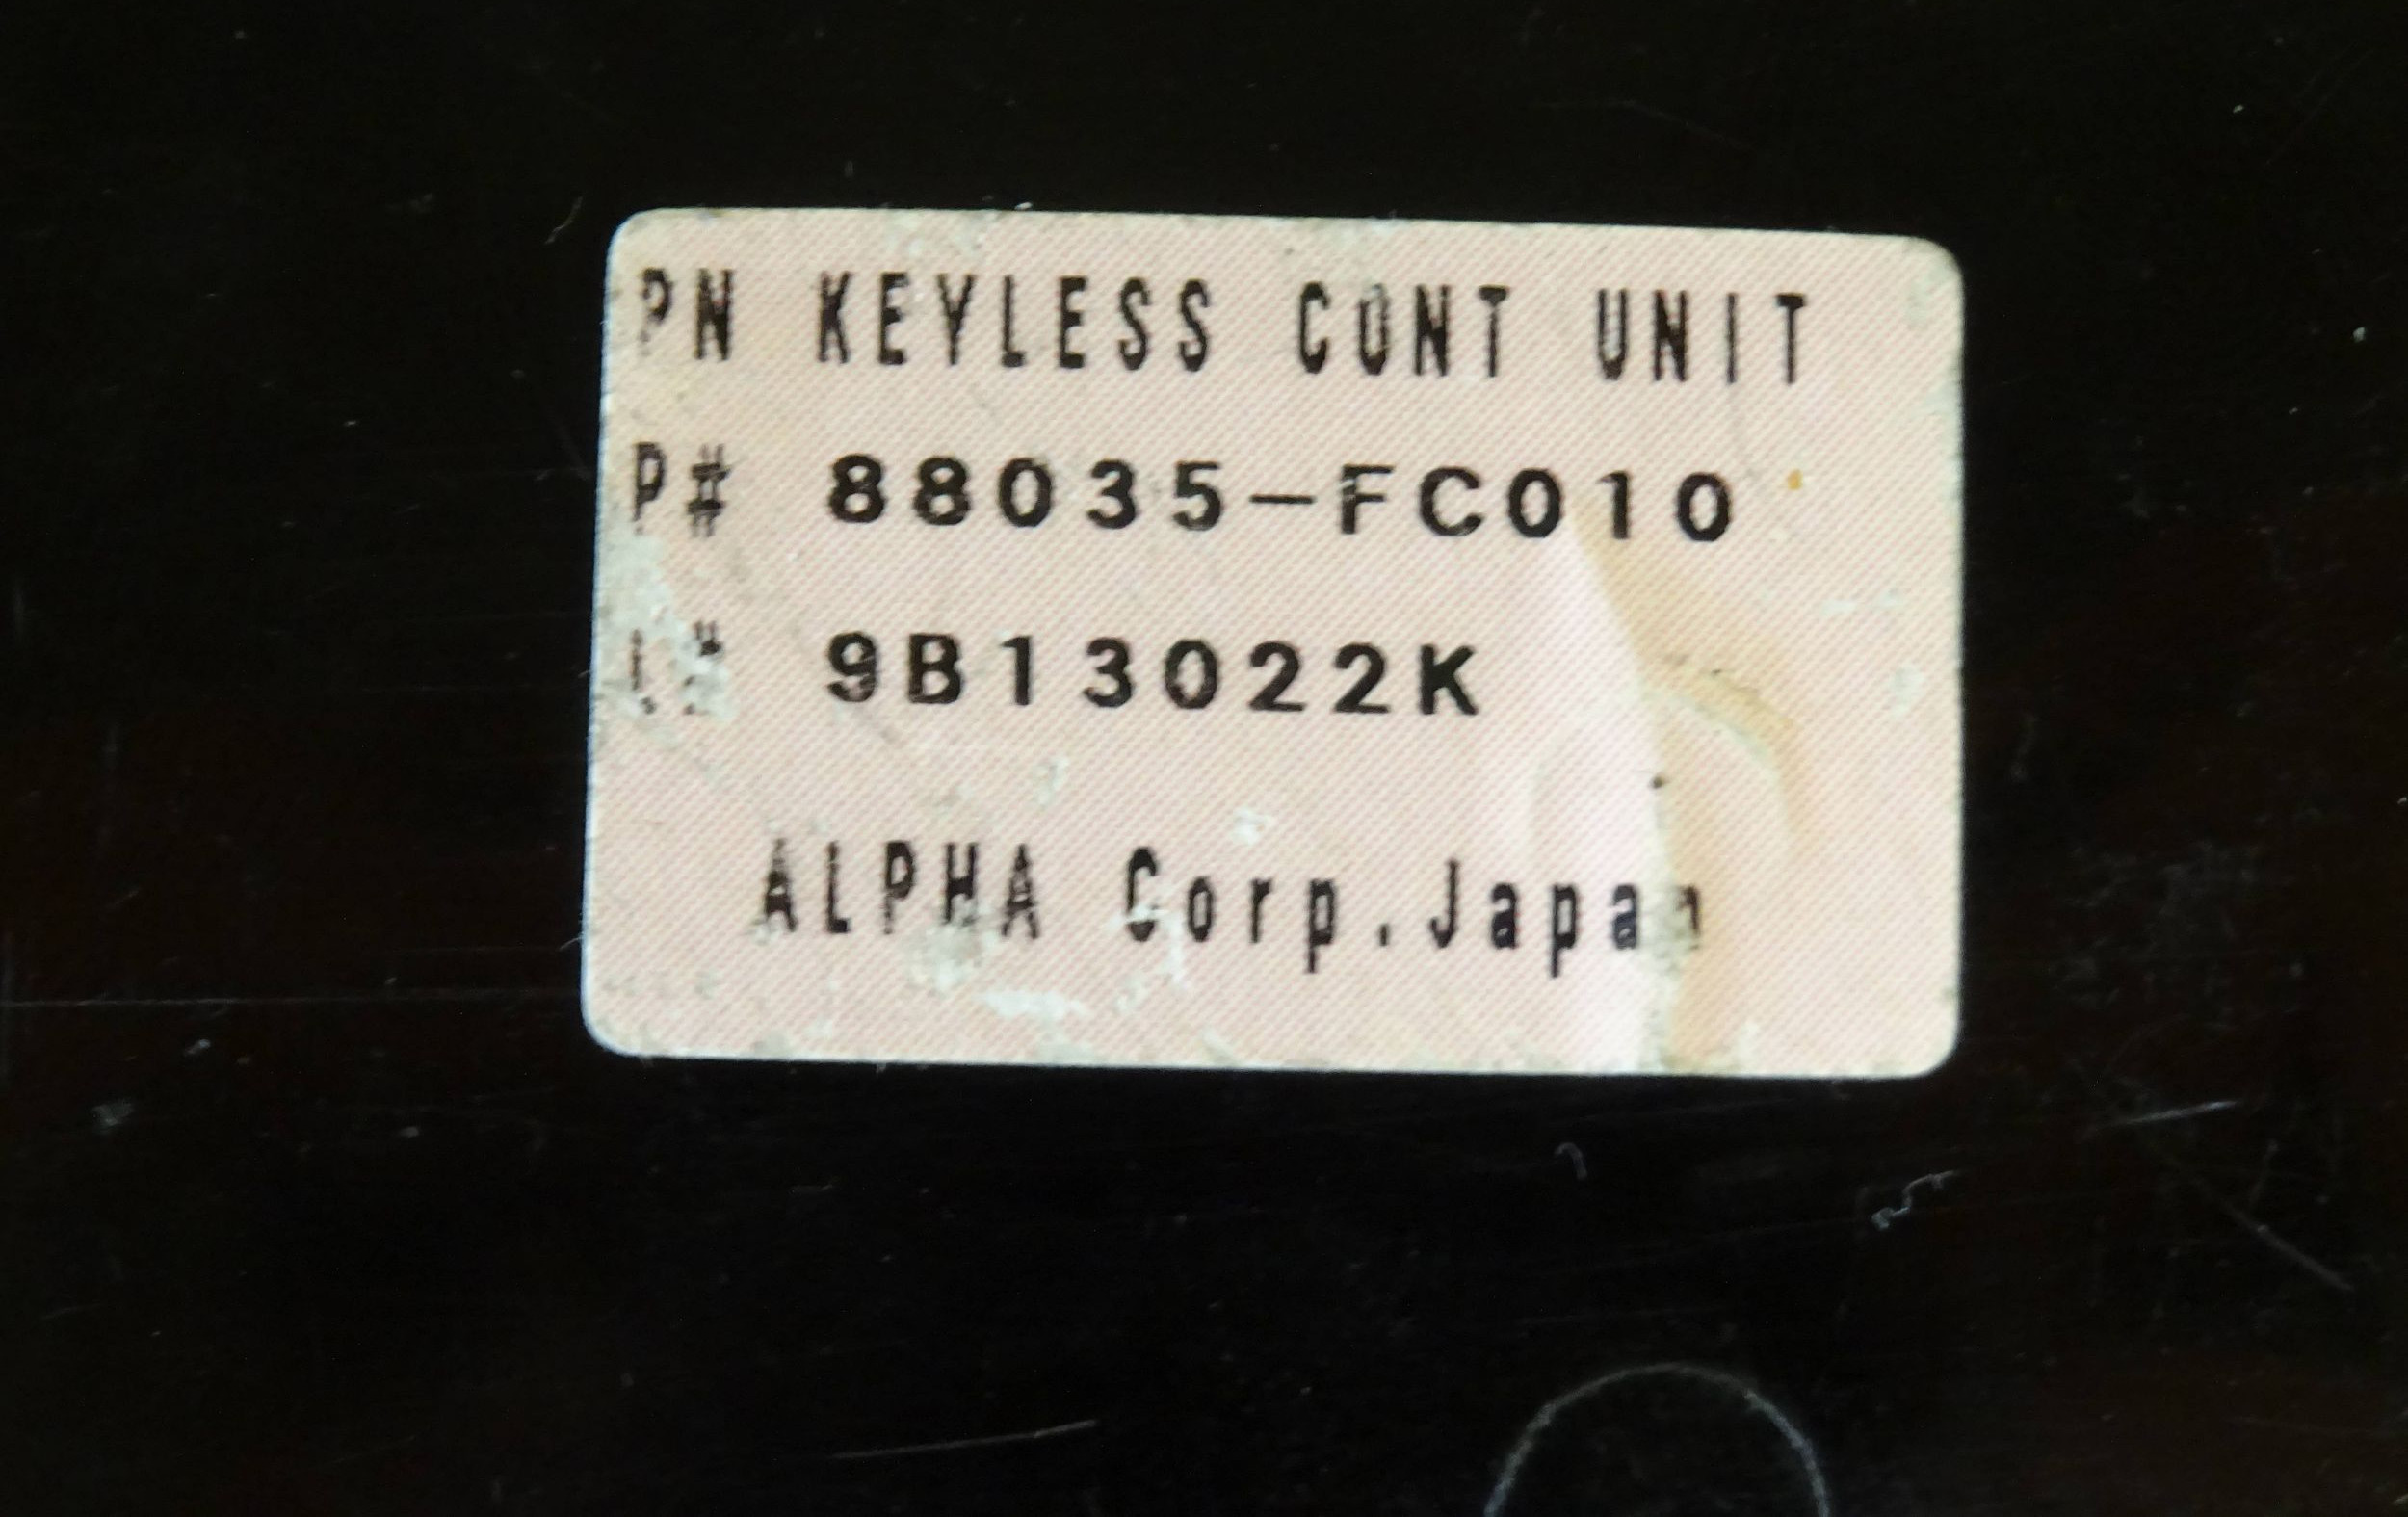 PN KEYLESS CONT UNIT
P# 88035-FC010
9B13022K
ALPHA Corp.Japan